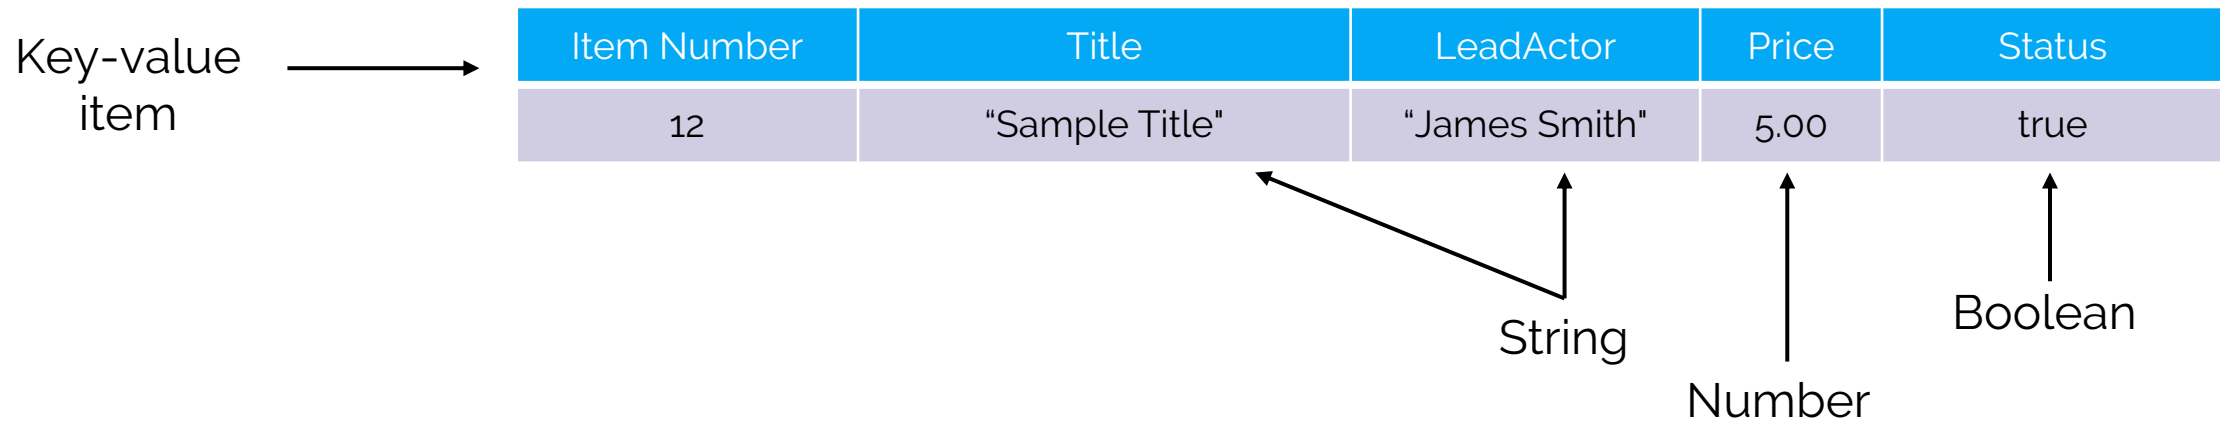 Key-value
item
Item Number Title LeadActor Price Status
12 “Sample Title" “James Smith" 5.00 true
String
Number
Boolean